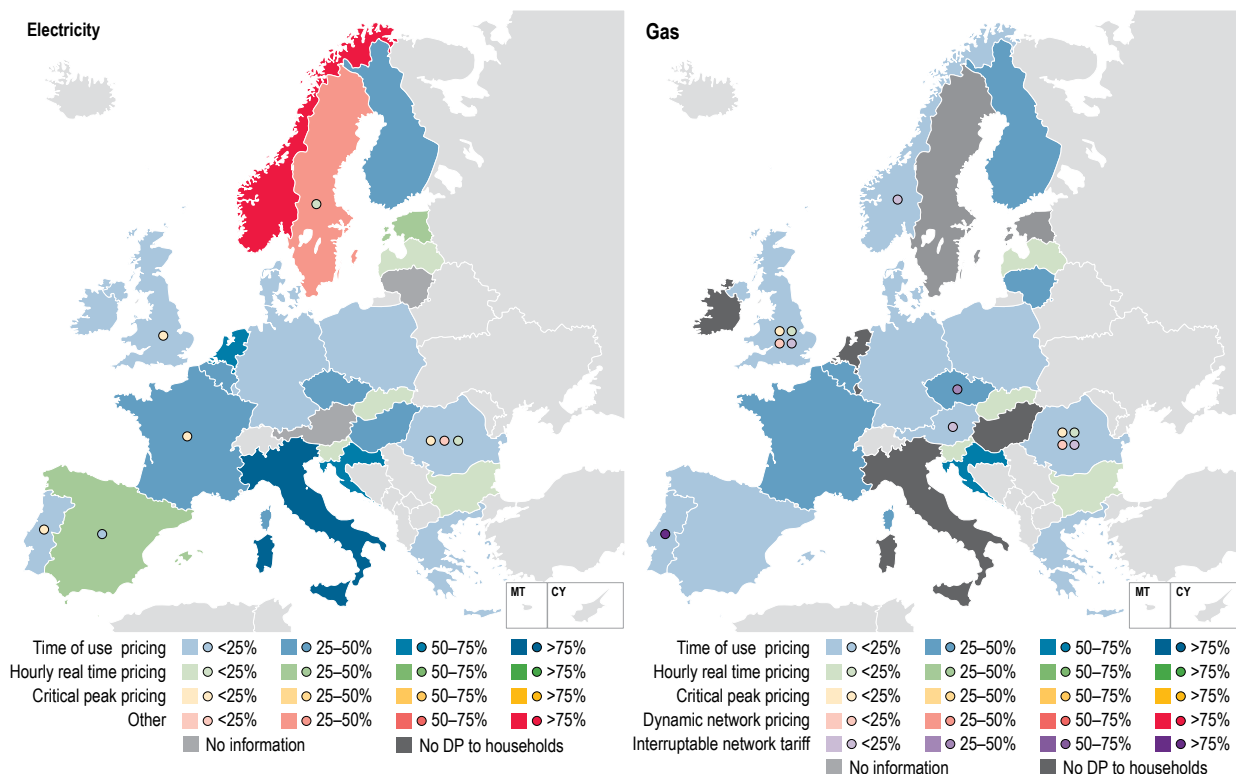 Electricity
Gas
MT CY
MT CY
Time of use pricing <25% 25–50% 50–75% >75%
Hourly real time pricing <25% 25–50% 50–75% >75%
Critical peak pricing <25% 25–50% 50–75% >75%
Other <25% 25–50% 50–75% >75%
No information No DP to households
Time of use pricing <25% 25–50% 50–75% >75%
Hourly real time pricing <25% 25–50% 50–75% >75%
Critical peak pricing <25% 25–50% 50–75% >75%
Dynamic network pricing <25% 25–50% 50–75% >75%
Interruptable network tariff <25% 25–50% 50–75% >75%
No information No DP to households